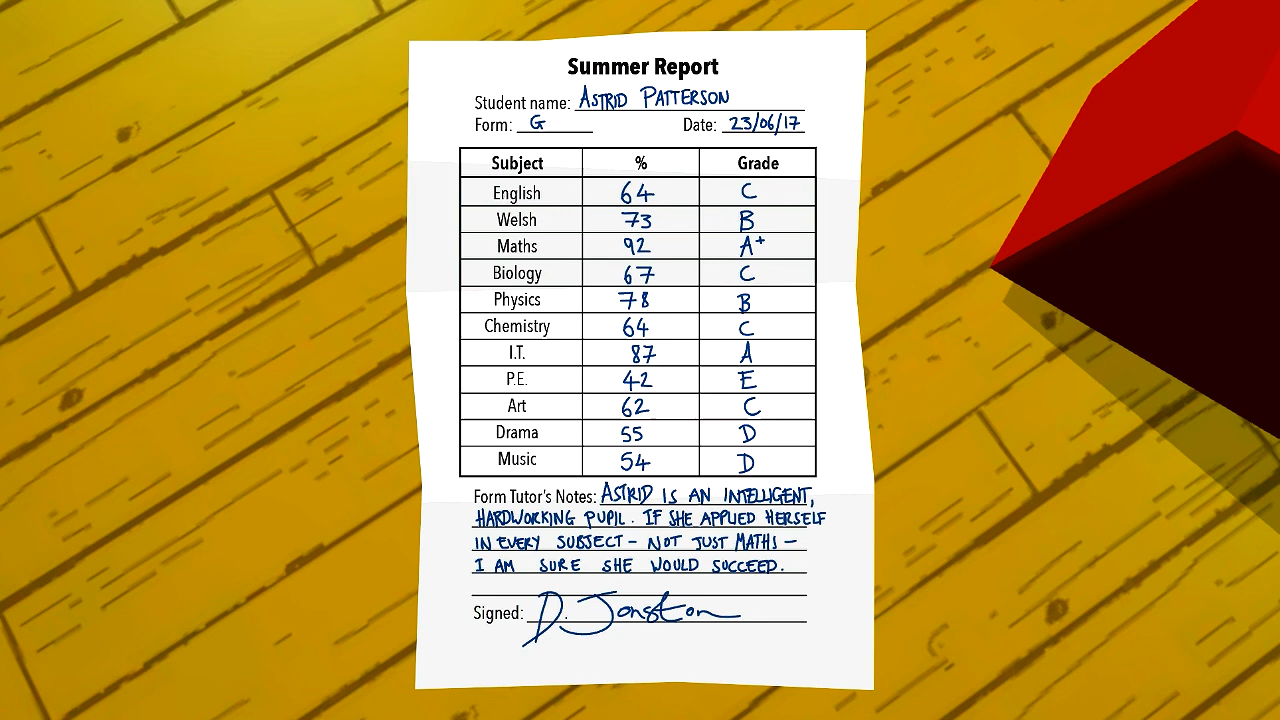 Summer Report
Student name: ASTRID PATTERSON
Form: G Date: 23/06/17
Subject % Grade
English 64 C
Welsh 73 B
Maths 92 A+
Biology 67 C
Physics 78 B
Chemistry 64 C
I.T. 87 A
P.E. 42 E
Art 62 C
Drama 55 D
Music 54 D
Form Tutor's Notes: ASTRID IS AN INTELLIGENT,
HARDWORKING PUPIL. IF SHE APPLIED HERSELF
IN EVERY SUBJECT – NOT JUST MATHS –
I AM SURE SHE WOULD SUCCEED.
Signed: D. Jonston